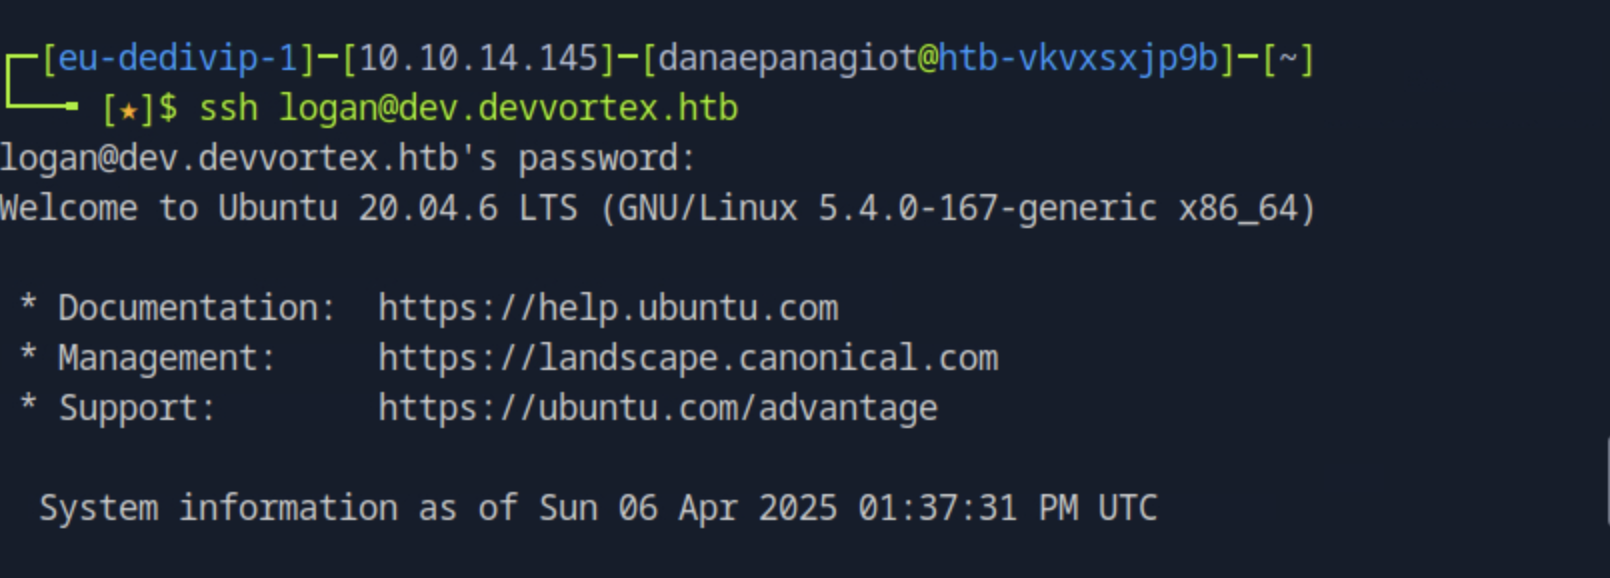 ┌─[eu-dedivip-1]─[10.10.14.145]─[danaepanagiot@htb-vkvxsxjp9b]─[~]
└──╼ [★]$ ssh logan@dev.devvortex.htb
logan@dev.devvortex.htb's password:
Welcome to Ubuntu 20.04.6 LTS (GNU/Linux 5.4.0-167-generic x86_64)
* Documentation:  https://help.ubuntu.com
* Management:     https://landscape.canonical.com
* Support:        https://ubuntu.com/advantage
System information as of Sun 06 Apr 2025 01:37:31 PM UTC